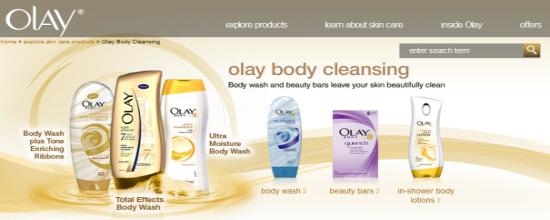 OLAY®
explore products
learn about skin care
inside Olay
offers
home > explore skin care products > Olay Body Cleansing
enter search term
olay body cleansing
Body wash and beauty bars leave your skin beautifully clean
Body Wash
plus Tone
Enriching
Ribbons
OLAY
OLAY
OLAY
Ultra
Moisture
Body Wash
Total Effects
Body Wash
OLAY
OLAY
quench
OLAY
LOTION
body wash >
beauty bars >
in-shower body
lotions >